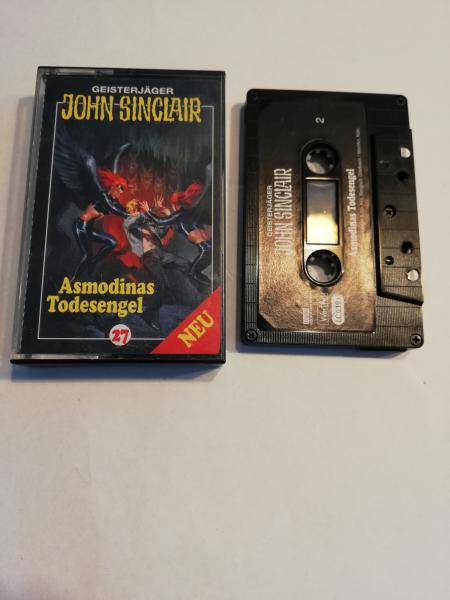 GEISTERJÄGER
JOHN SINCLAIR
Asmodinas
Todesengel
27
NEU
2
GEISTERJÄGER
JOHN SINCLAIR
Asmodinas Todesengel